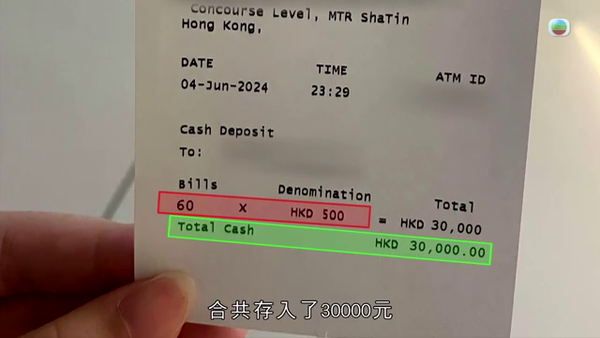 Concourse Level, MTR ShaTin
Hong Kong,
DATE TIME ATM ID
04-Jun-2024 23:29
Cash Deposit
To:
Bills Denomination Total
60 X HKD 500 = HKD 30,000
Total Cash HKD 30,000.00
合共存入了30000元